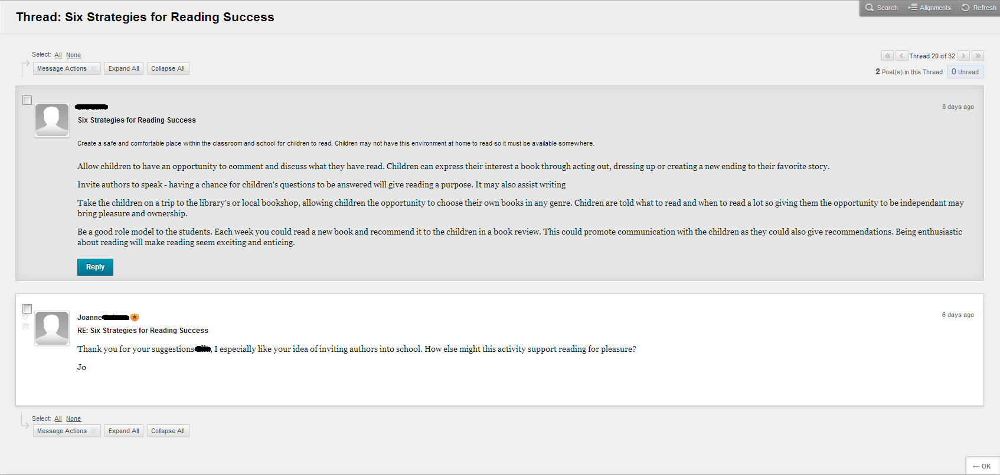 Search Alignments Refresh
Thread: Six Strategies for Reading Success
Select: All None
Message Actions Expand All Collapse All
« ‹ Thread 20 of 32 › »
2 Post(s) in this Thread 0 Unread
8 days ago
Six Strategies for Reading Success
Create a safe and comfortable place within the classroom and school for children to read. Children may not have this environment at home to read so it must be available somewhere.
Allow children to have an opportunity to comment and discuss what they have read. Children can express their interest a book through acting out, dressing up or creating a new ending to their favorite story.
Invite authors to speak - having a chance for children's questions to be answered will give reading a purpose. It may also assist writing
Take the children on a trip to the library's or local bookshop, allowing children the opportunity to choose their own books in any genre. Chidren are told what to read and when to read a lot so giving them the opportunity to be independant may
bring pleasure and ownership.
Be a good role model to the students. Each week you could read a new book and recommend it to the children in a book review. This could promote communication with the children as they could also give recommendations. Being enthusiastic
about reading will make reading seem exciting and enticing.
Reply
Joanne
6 days ago
RE: Six Strategies for Reading Success
Thank you for your suggestions , I especially like your idea of inviting authors into school. How else might this activity support reading for pleasure?
Jo
Select: All None
Message Actions Expand All Collapse All
← OK